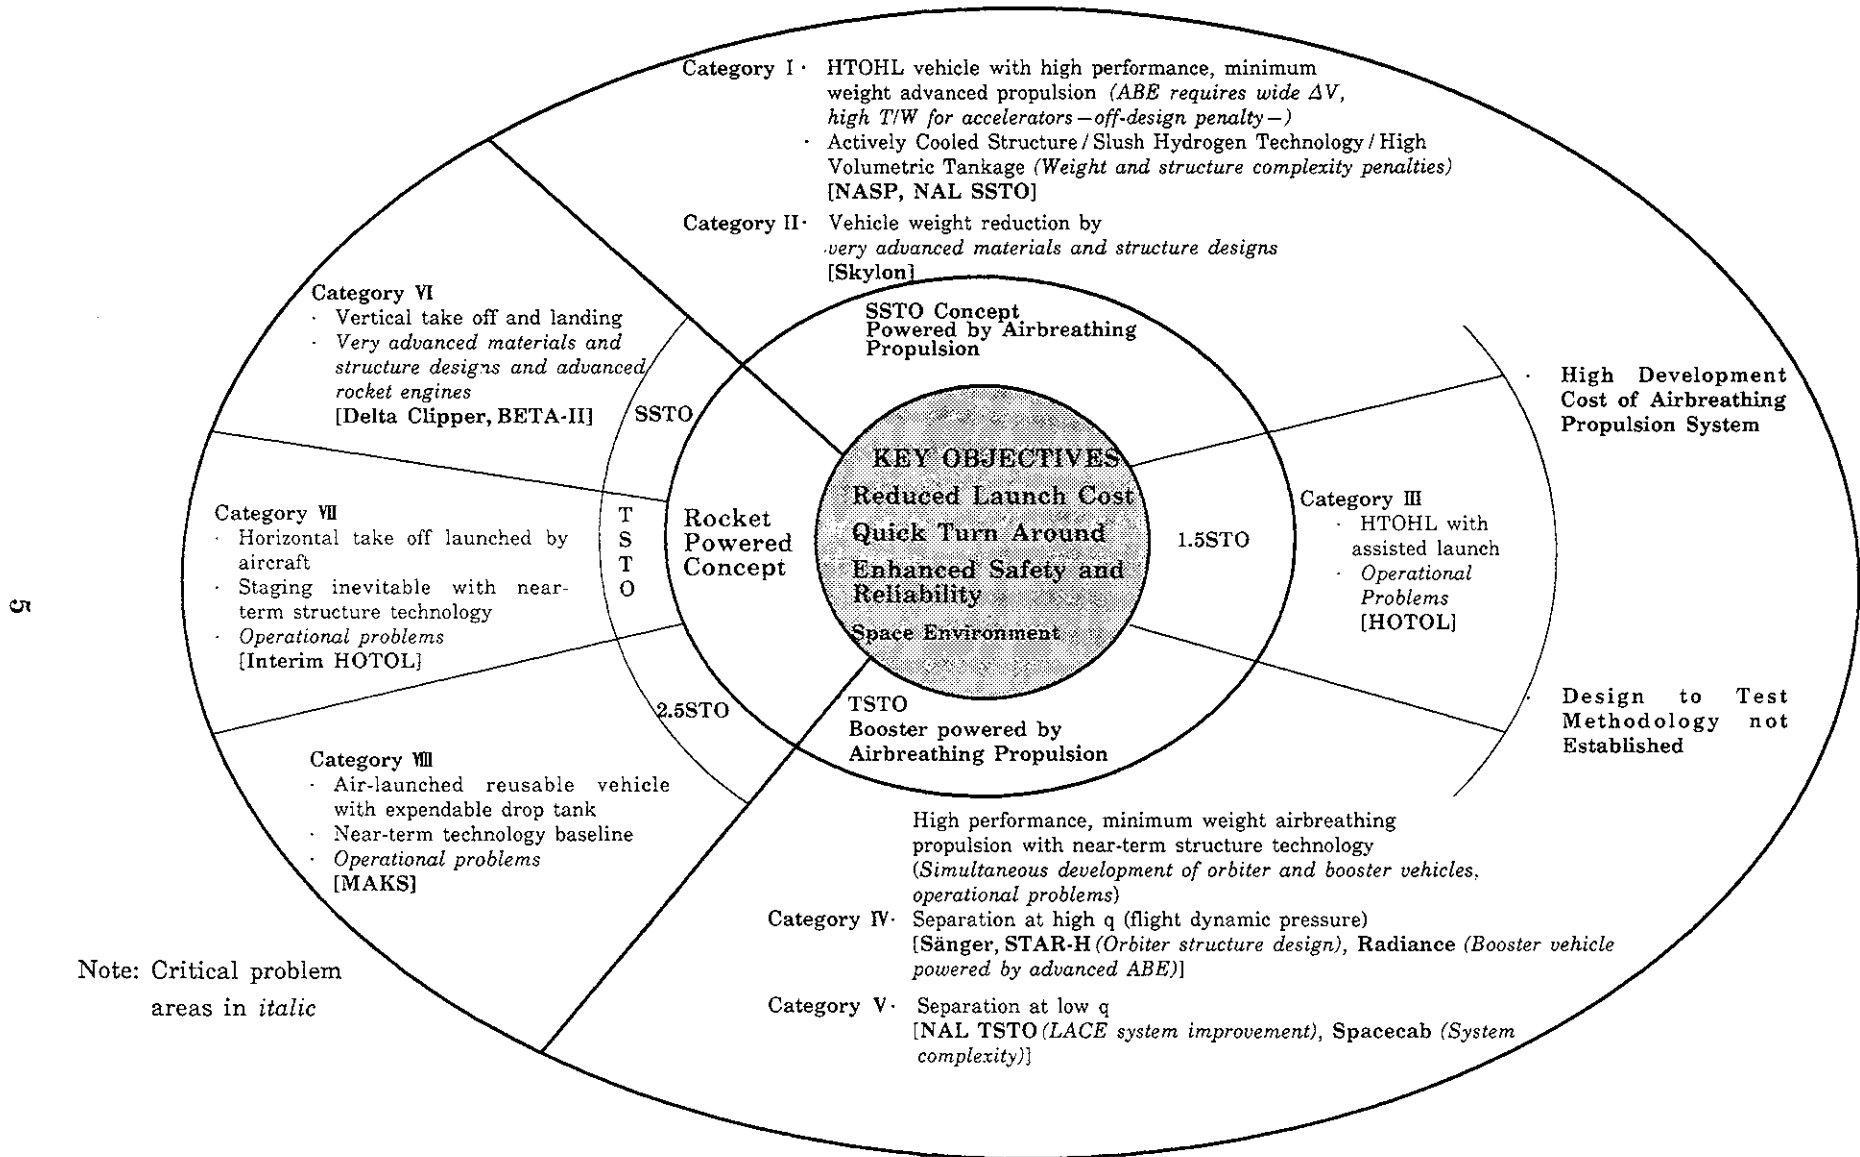 Category I · HTOHL vehicle with high performance, minimum
weight advanced propulsion (ABE requires wide ΔV,
high T/W for accelerators—off-design penalty—)
· Actively Cooled Structure / Slush Hydrogen Technology / High
Volumetric Tankage (Weight and structure complexity penalties)
[NASP, NAL SSTO]
Category II · Vehicle weight reduction by
very advanced materials and structure designs
[Skylon]
SSTO Concept
Powered by Airbreathing
Propulsion
Category VI
· Vertical take off and landing
· Very advanced materials and
structure designs and advanced
rocket engines
[Delta Clipper, BETA-II]
SSTO
Category VII
· Horizontal take off launched by
aircraft
· Staging inevitable with near-
term structure technology
· Operational problems
[Interim HOTOL]
T
S
T
O
Rocket
Powered
Concept
KEY OBJECTIVES
Reduced Launch Cost
Quick Turn Around
Enhanced Safety and
Reliability
Space Environment
1.5STO
Category III
· HTOHL with
assisted launch
· Operational
Problems
[HOTOL]
· High Development
Cost of Airbreathing
Propulsion System
· Design to Test
Methodology not
Established
2.5STO
Category VIII
· Air-launched reusable vehicle
with expendable drop tank
· Near-term technology baseline
· Operational problems
[MAKS]
TSTO
Booster powered by
Airbreathing Propulsion
High performance, minimum weight airbreathing
propulsion with near-term structure technology
(Simultaneous development of orbiter and booster vehicles,
operational problems)
Category IV · Separation at high q (flight dynamic pressure)
[Sänger, STAR-H (Orbiter structure design), Radiance (Booster vehicle
powered by advanced ABE)]
Category V · Separation at low q
[NAL TSTO (LACE system improvement), Spacecab (System
complexity)]
Note: Critical problem
areas in italic
5